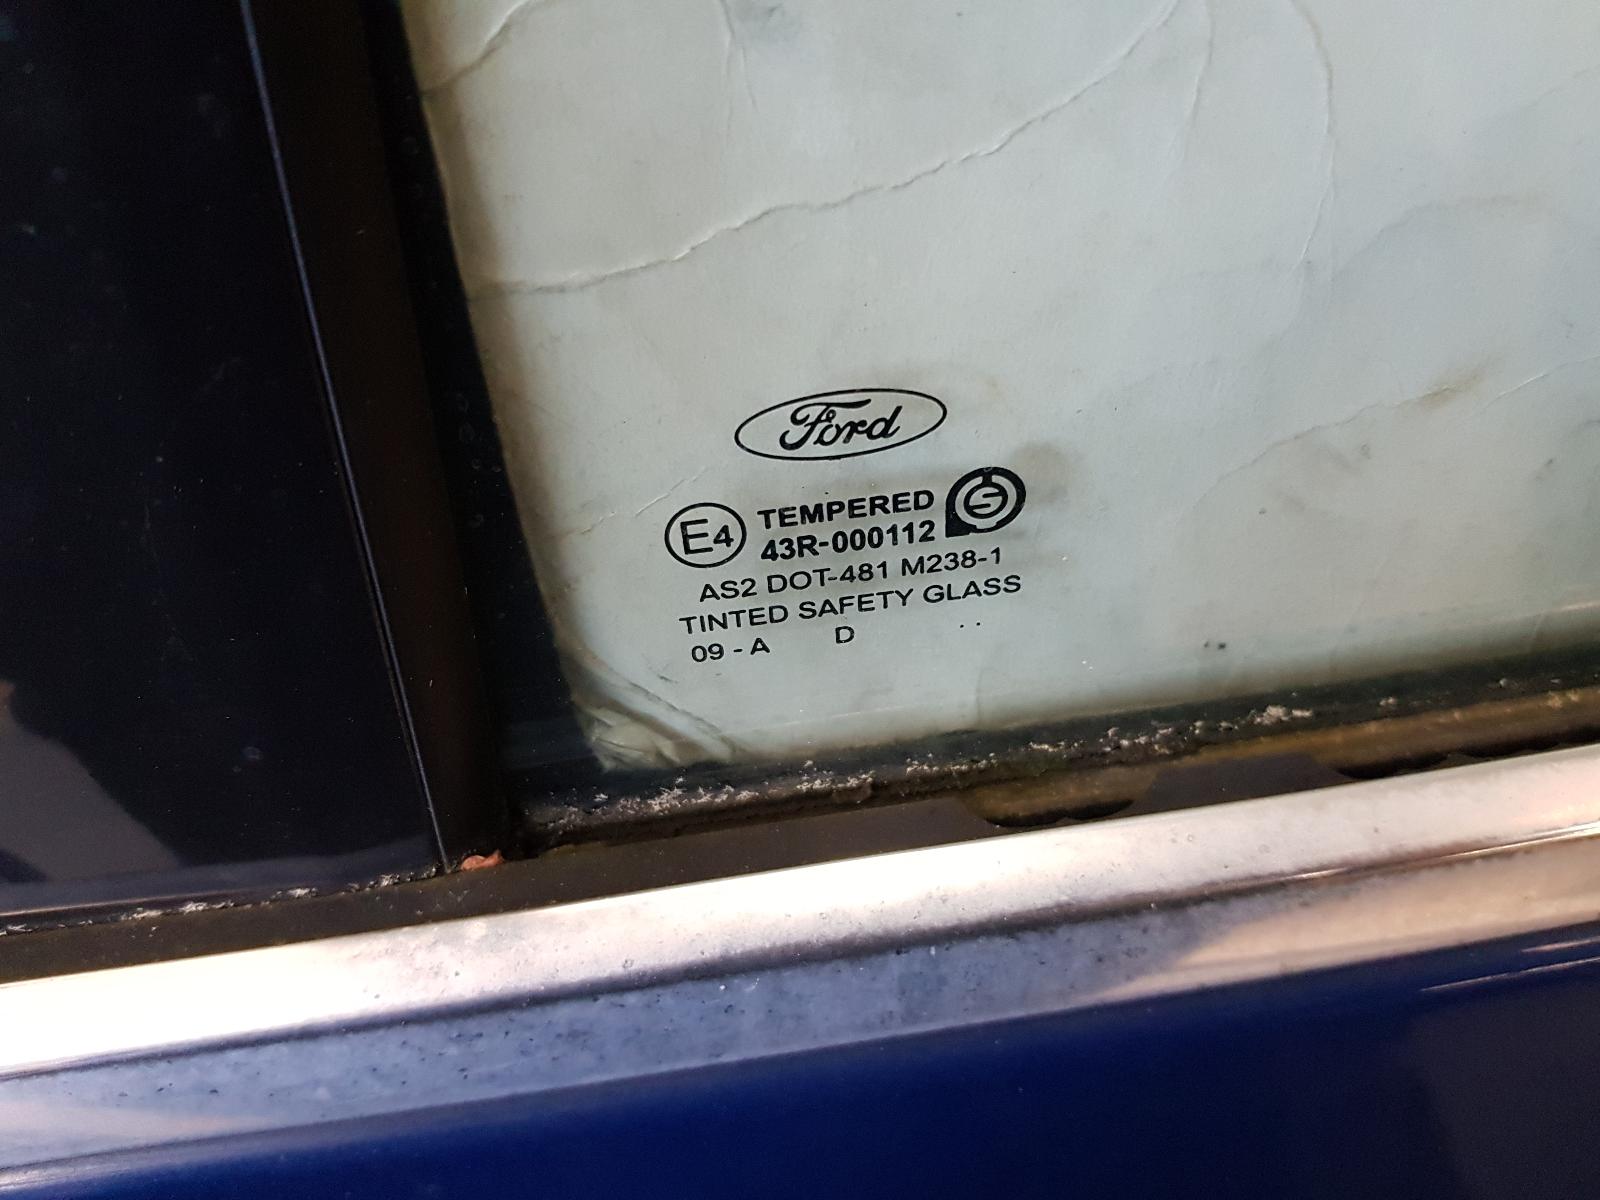 Ford
E4 TEMPERED S
43R-000112
AS2 DOT-481 M238-1
TINTED SAFETY GLASS
09 - A D . .